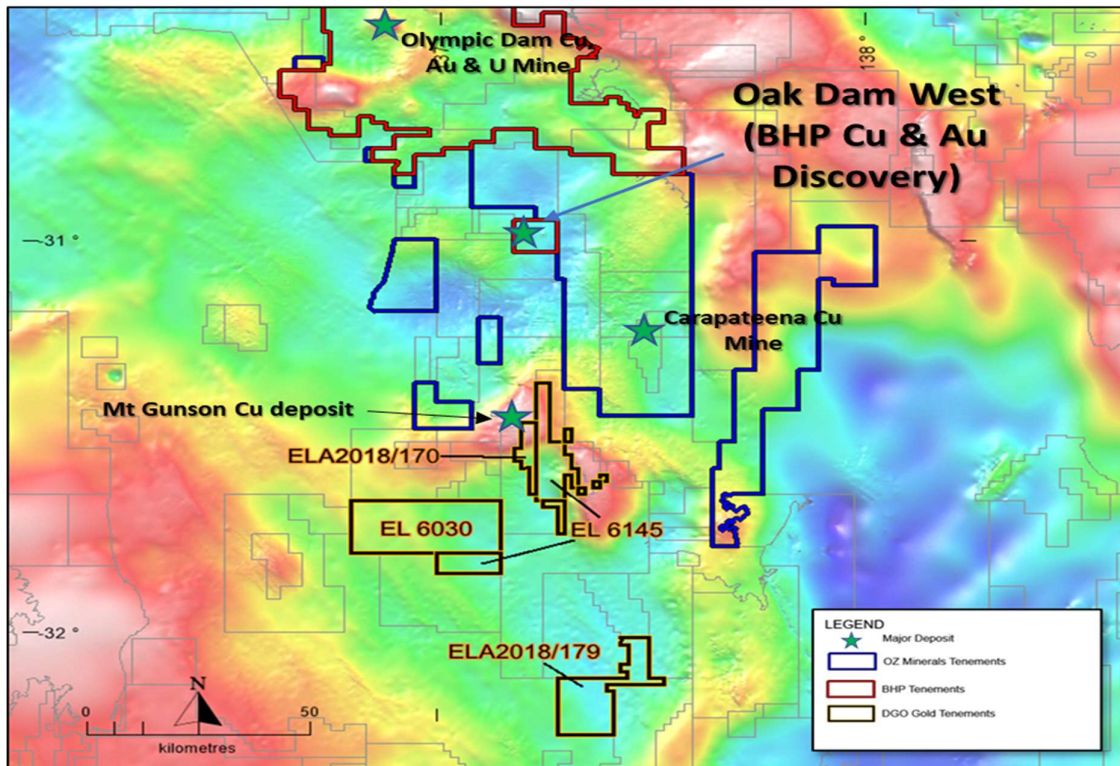 Olympic Dam Cu,
Au & U Mine
138°
Oak Dam West
(BHP Cu & Au
Discovery)
-31°
Carapateena Cu
Mine
Mt Gunson Cu deposit
ELA2018/170
EL 6030
EL 6145
-32°
ELA2018/179
N
0 50
kilometres
LEGEND
Major Deposit
OZ Minerals Tenements
BHP Tenements
DGO Gold Tenements